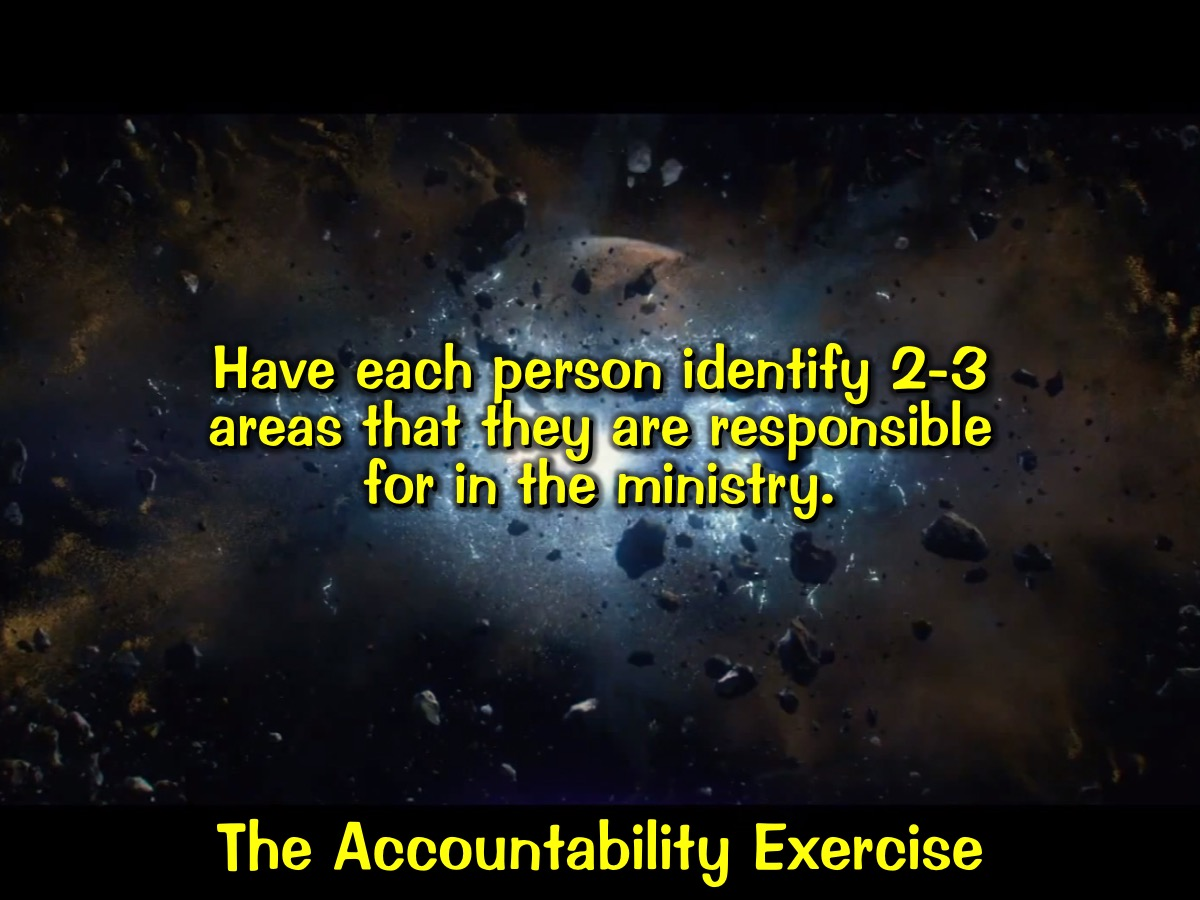 Have each person identify 2-3
areas that they are responsible
for in the ministry.
The Accountability Exercise